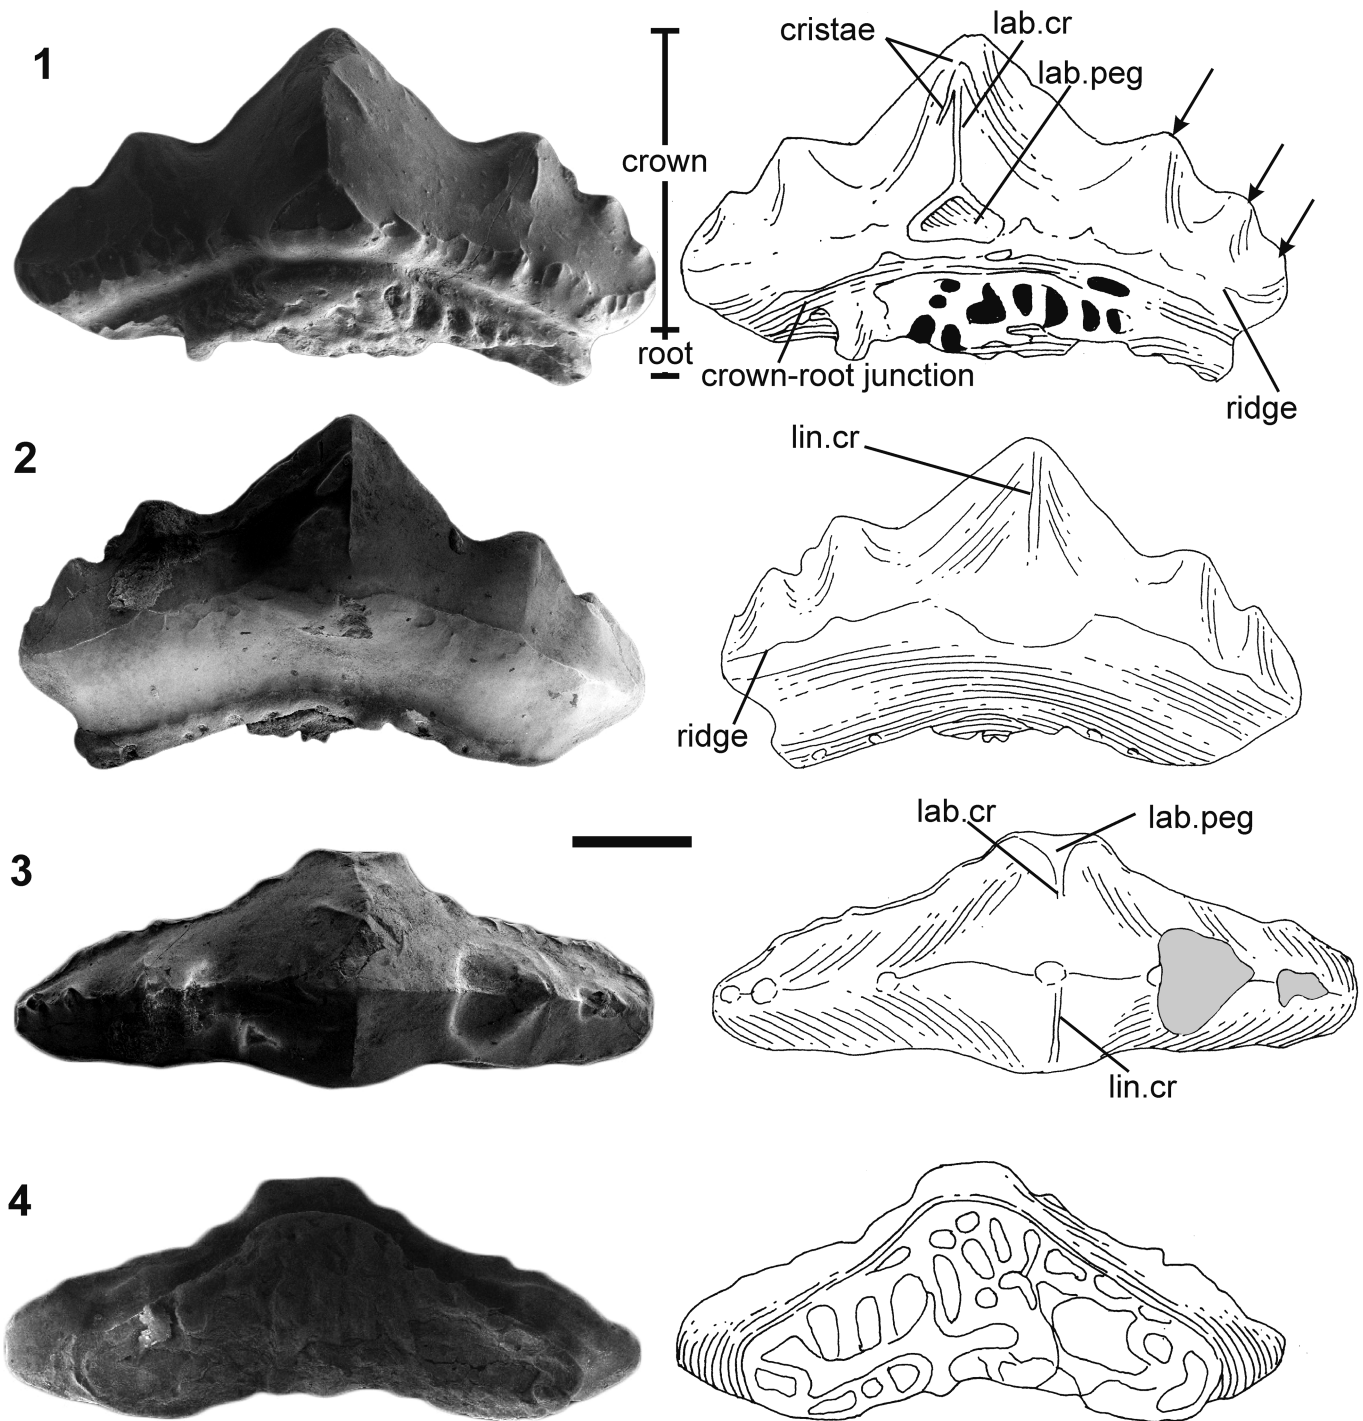 1
crown
root
cristae
lab.cr
lab.peg
crown-root junction
ridge
2
lin.cr
ridge
3
lab.cr
lab.peg
lin.cr
4